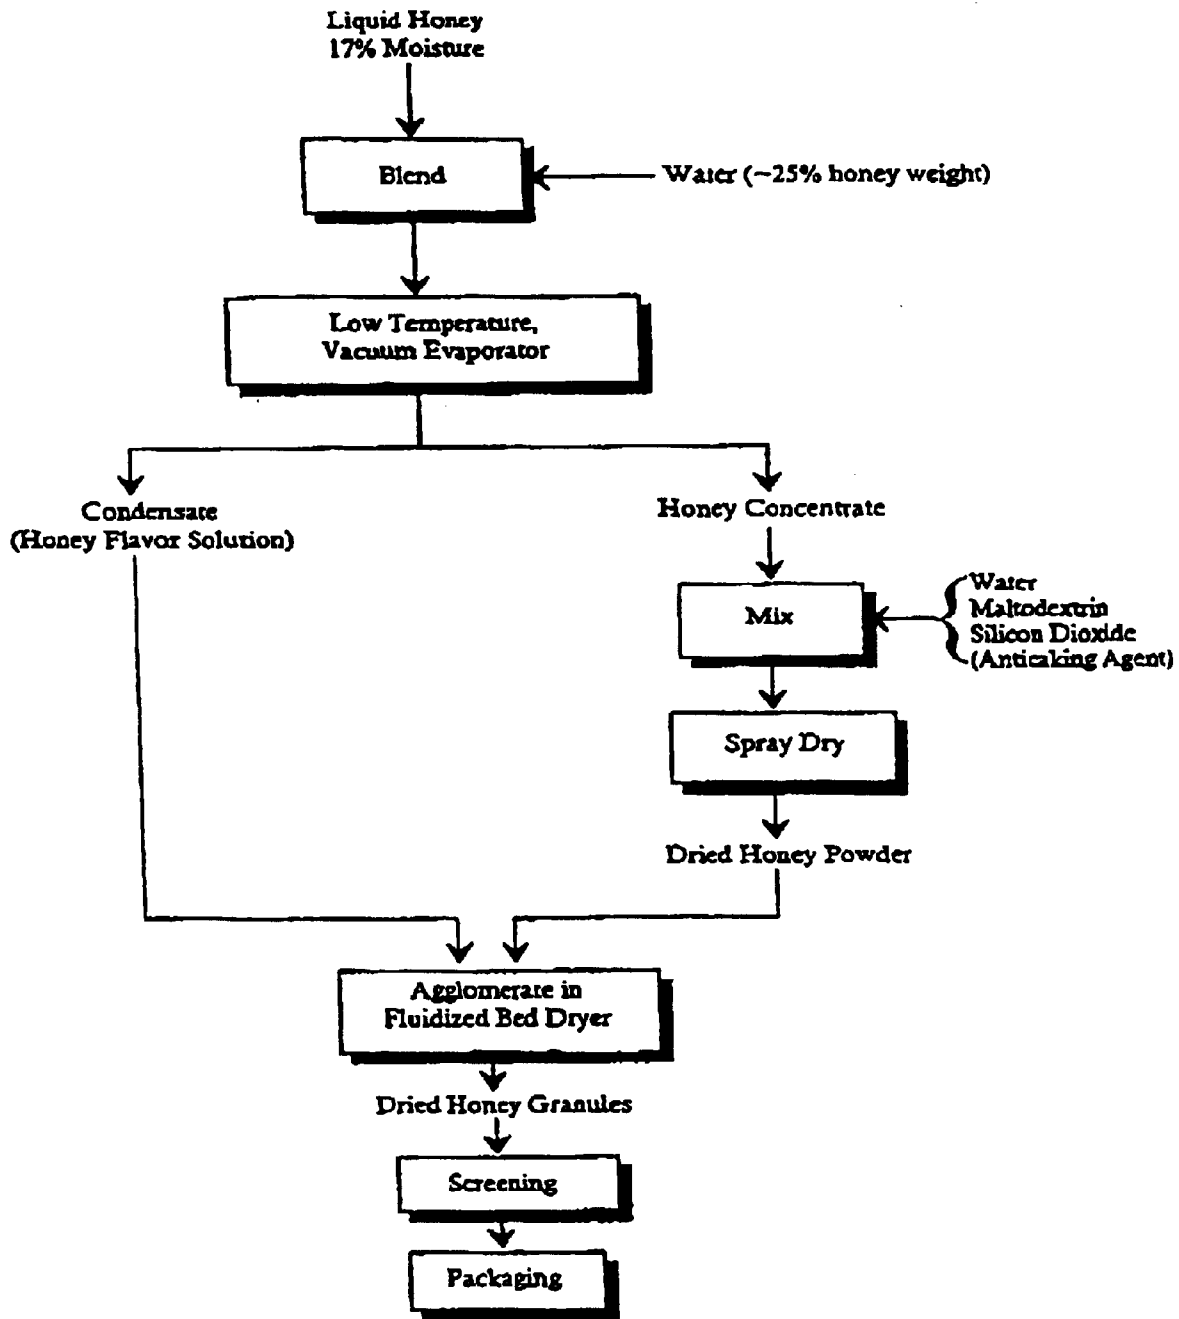 Liquid Honey
17% Moisture
Blend
Water (~25% honey weight)
Low Temperature,
Vacuum Evaporator
Condensate
(Honey Flavor Solution)
Honey Concentrate
Mix
Water
Maltodextrin
Silicon Dioxide
(Anticaking Agent)
Spray Dry
Dried Honey Powder
Agglomerate in
Fluidized Bed Dryer
Dried Honey Granules
Screening
Packaging